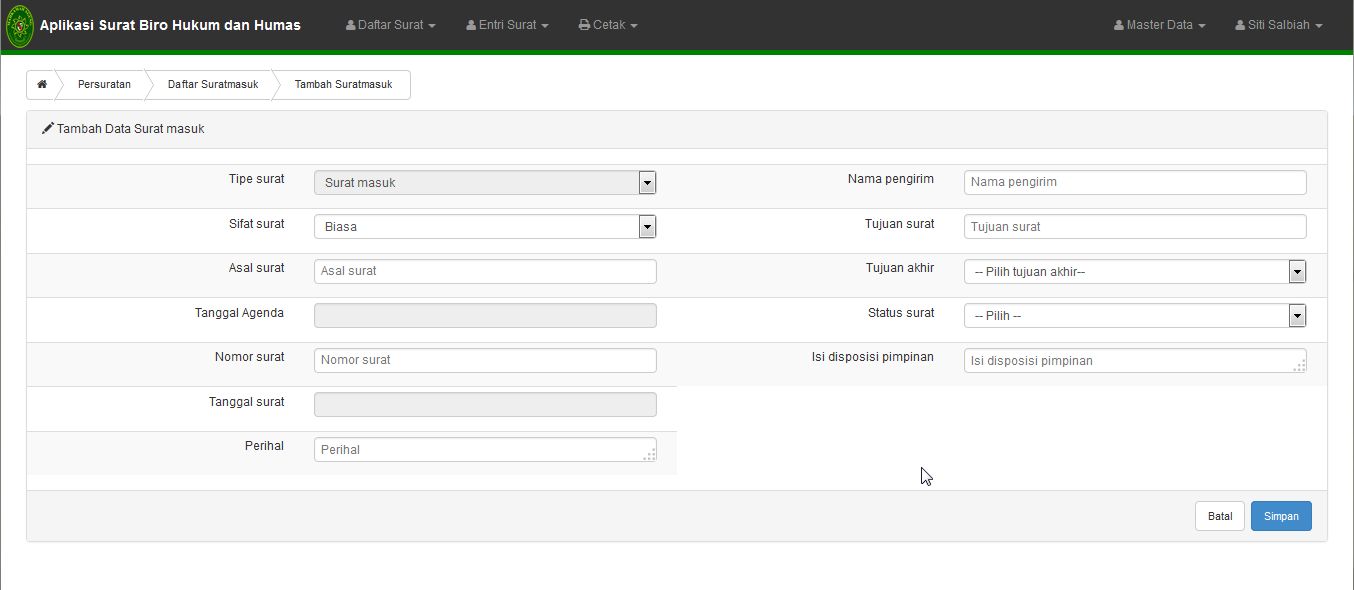 Aplikasi Surat Biro Hukum dan Humas Daftar Surat Entri Surat Cetak Master Data Siti Salbiah
Persuratan Daftar Suratmasuk Tambah Suratmasuk
Tambah Data Surat masuk
Tipe surat Surat masuk Nama pengirim Nama pengirim
Sifat surat Biasa Tujuan surat Tujuan surat
Asal surat Asal surat Tujuan akhir -- Pilih tujuan akhir--
Tanggal Agenda Status surat -- Pilih --
Nomor surat Nomor surat Isi disposisi pimpinan Isi disposisi pimpinan
Tanggal surat
Perihal Perihal
Batal Simpan